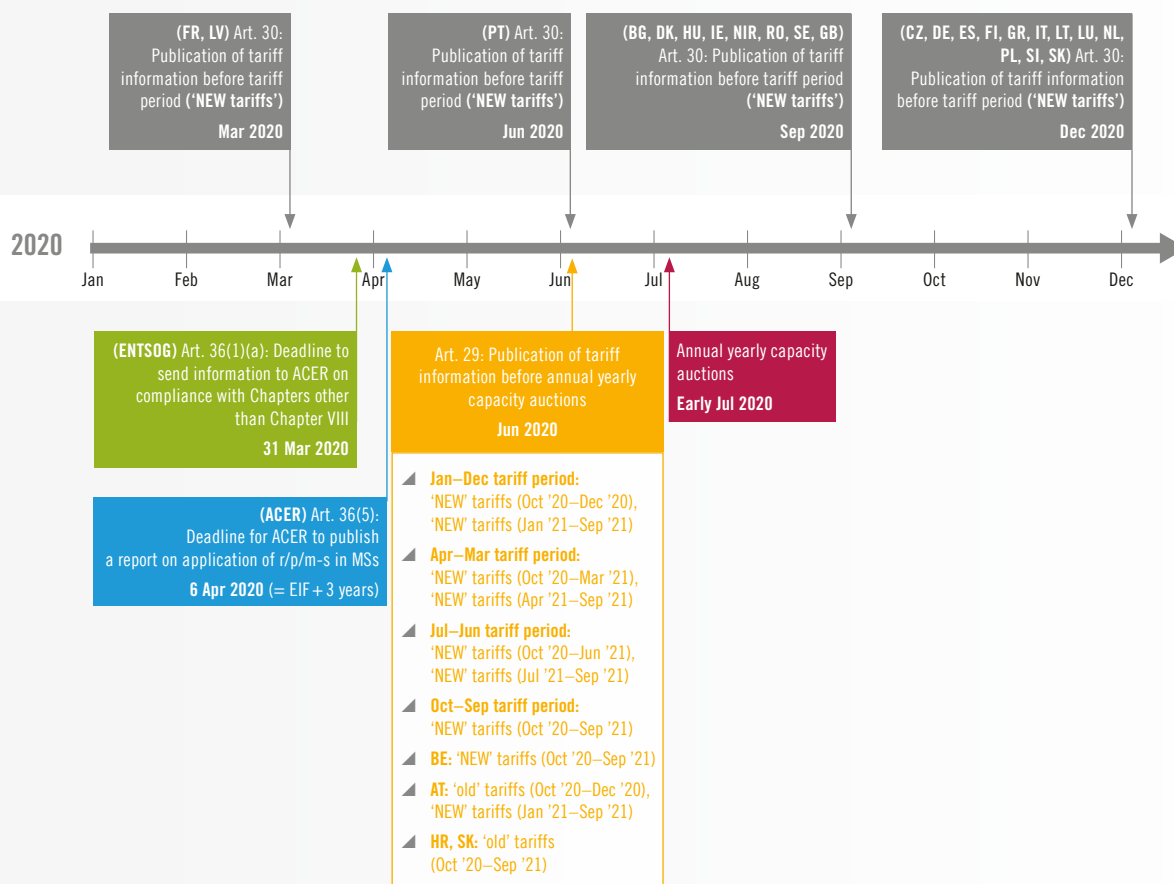 (FR, LV) Art. 30:
Publication of tariff
information before tariff
period (‘NEW tariffs’)
Mar 2020
(PT) Art. 30:
Publication of tariff
information before tariff
period (‘NEW tariffs’)
Jun 2020
(BG, DK, HU, IE, NIR, RO, SE, GB)
Art. 30: Publication of tariff
information before tariff period
(‘NEW tariffs’)
Sep 2020
(CZ, DE, ES, FI, GR, IT, LT, LU, NL,
PL, SI, SK) Art. 30:
Publication of tariff information
before tariff period (‘NEW tariffs’)
Dec 2020
2020
Jan Feb Mar Apr May Jun Jul Aug Sep Oct Nov Dec
(ENTSOG) Art. 36(1)(a): Deadline to
send information to ACER on
compliance with Chapters other
than Chapter VIII
31 Mar 2020
(ACER) Art. 36(5):
Deadline for ACER to publish
a report on application of r/p/m-s in MSs
6 Apr 2020 (= EIF + 3 years)
Art. 29: Publication of tariff
information before annual yearly
capacity auctions
Jun 2020
Jan–Dec tariff period:
‘NEW’ tariffs (Oct ’20–Dec ’20),
‘NEW’ tariffs (Jan ’21–Sep ’21)
Apr–Mar tariff period:
‘NEW’ tariffs (Oct ’20–Mar ’21),
‘NEW’ tariffs (Apr ’21–Sep ’21)
Jul–Jun tariff period:
‘NEW’ tariffs (Oct ’20–Jun ’21),
‘NEW’ tariffs (Jul ’21–Sep ’21)
Oct–Sep tariff period:
‘NEW’ tariffs (Oct ’20–Sep ’21)
BE: ‘NEW’ tariffs (Oct ’20–Sep ’21)
AT: ‘old’ tariffs (Oct ’20–Dec ’20),
‘NEW’ tariffs (Jan ’21–Sep ’21)
HR, SK: ‘old’ tariffs
(Oct ’20–Sep ’21)
Annual yearly capacity
auctions
Early Jul 2020